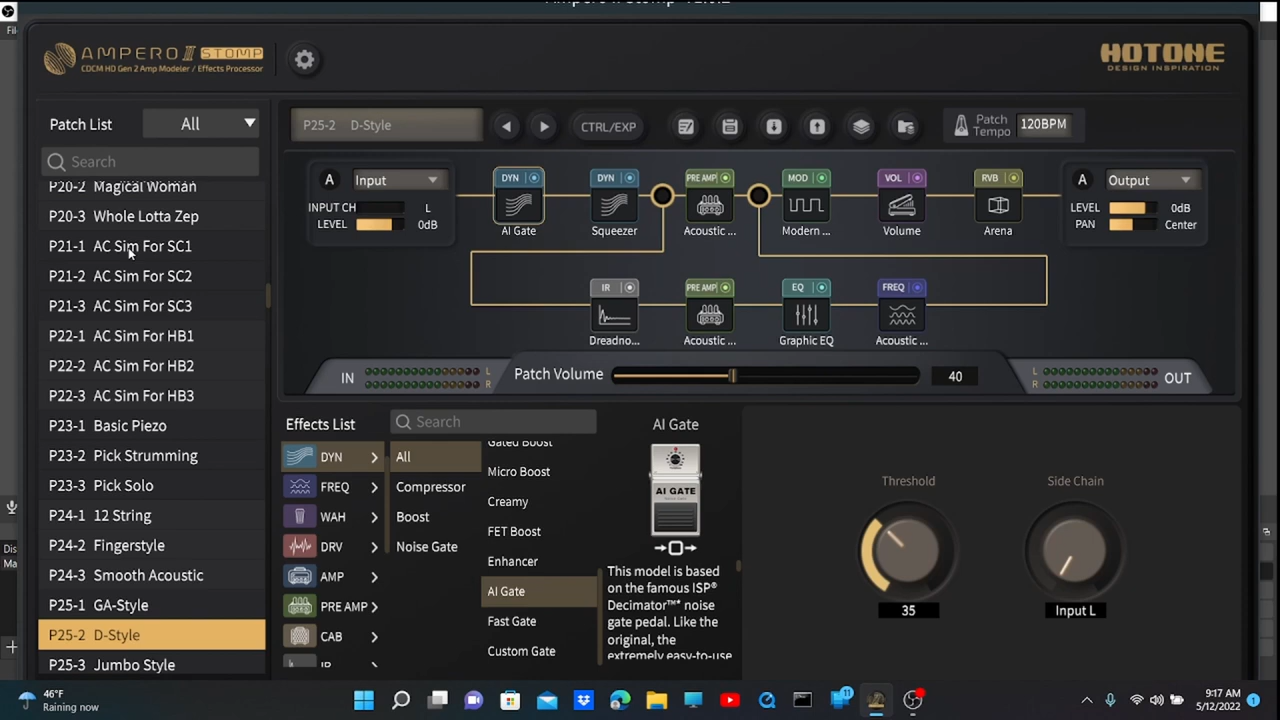 AMPERO II STOMP
CDCM HD Gen 2 Amp Modeler / Effects Processor
HOTONE
DESIGN INSPIRATION
Patch List
All
Search
P20-2 Magical Woman
P20-3 Whole Lotta Zep
P21-1 AC Sim For SC1
P21-2 AC Sim For SC2
P21-3 AC Sim For SC3
P22-1 AC Sim For HB1
P22-2 AC Sim For HB2
P22-3 AC Sim For HB3
P23-1 Basic Piezo
P23-2 Pick Strumming
P23-3 Pick Solo
P24-1 12 String
P24-2 Fingerstyle
P24-3 Smooth Acoustic
P25-1 GA-Style
P25-2 D-Style
P25-3 Jumbo Style
P25-2 D-Style
CTRL/EXP
Patch Tempo
120BPM
A Input
INPUT CH L
LEVEL 0dB
DYN
AI Gate
DYN
Squeezer
PRE AMP
Acoustic ...
MOD
Modern ...
VOL
Volume
RVB
Arena
A Output
LEVEL 0dB
PAN Center
IR
Dreadno...
PRE AMP
Acoustic ...
EQ
Graphic EQ
FREQ
Acoustic ...
IN
L
R
Patch Volume
40
L
R
OUT
Effects List
Search
DYN
FREQ
WAH
DRV
AMP
PRE AMP
CAB
IR
All
Compressor
Boost
Noise Gate
Gated Boost
Micro Boost
Creamy
FET Boost
Enhancer
AI Gate
Fast Gate
Custom Gate
AI Gate
AI GATE
This model is based
on the famous ISP®
Decimator™* noise
gate pedal. Like the
original, the
extremely easy-to-use
Threshold
35
Side Chain
Input L
46°F
Raining now
11
9:17 AM
5/12/2022
1